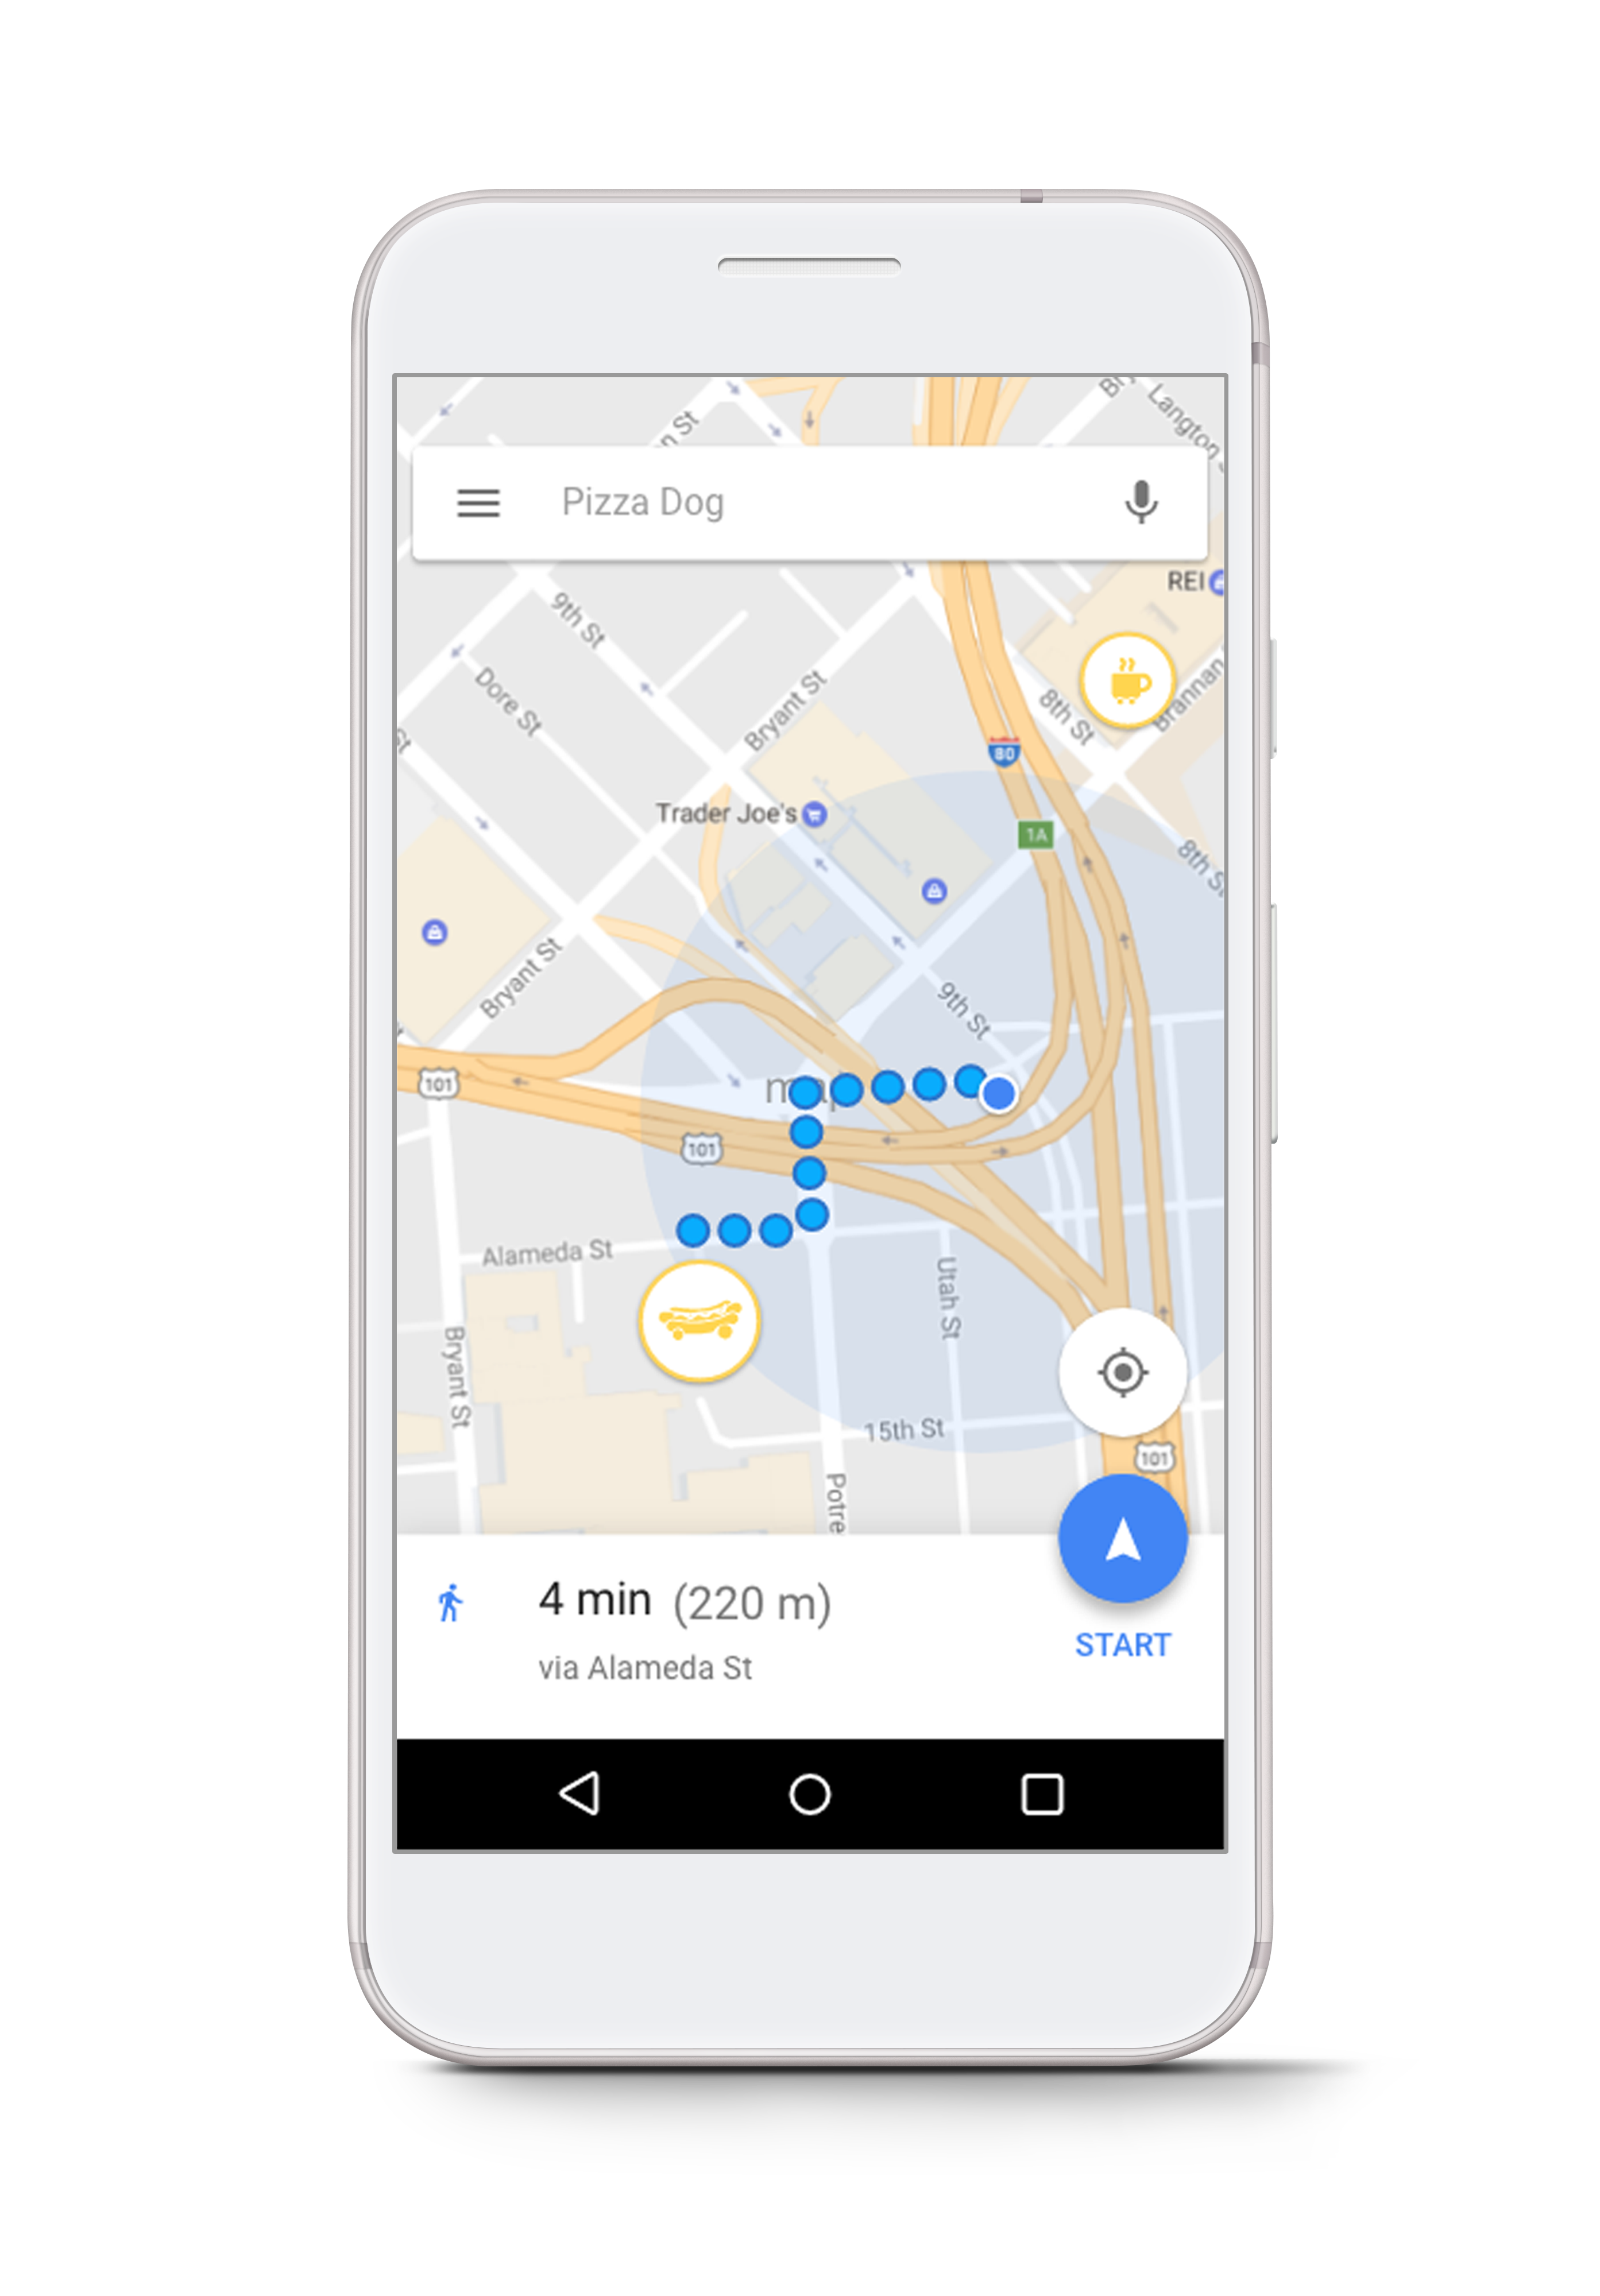 Langton
Pizza Dog
REI
9th St
Dore St
Bryant St
8th St
Brannan
80
Trader Joe's
1A
8th St
Bryant St
9th St
101
101
Alameda St
Utah St
Bryant St
15th St
101
Potre
4 min (220 m)
via Alameda St
START